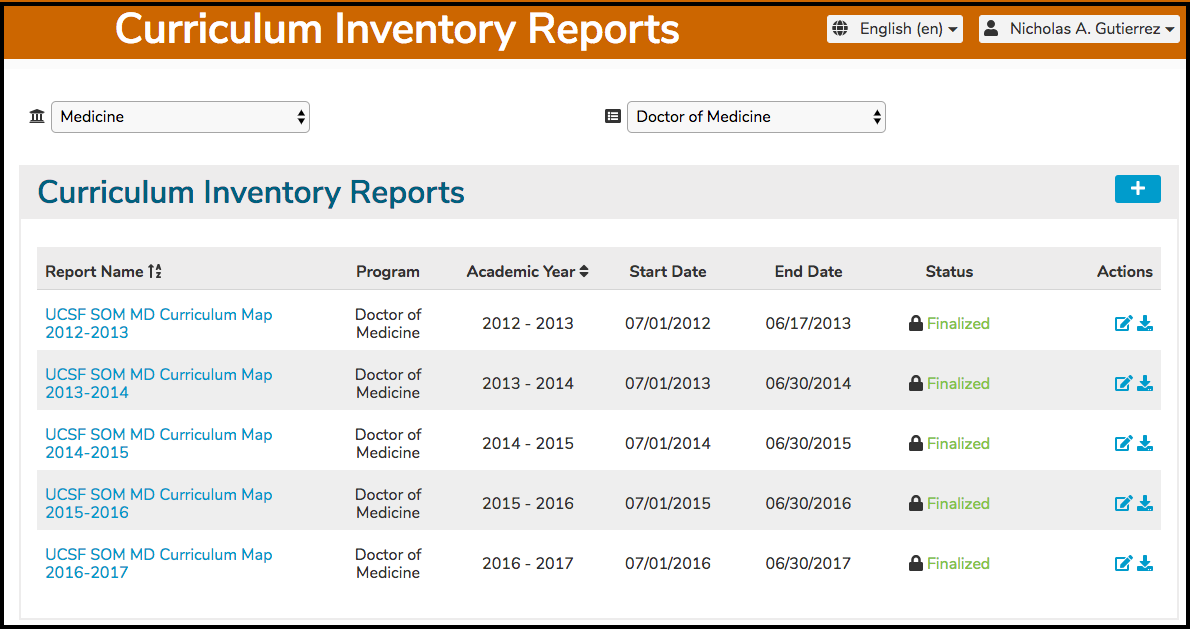 Curriculum Inventory Reports
English (en)
Nicholas A. Gutierrez
Medicine
Doctor of Medicine
Curriculum Inventory Reports
Report Name Program Academic Year Start Date End Date Status Actions
UCSF SOM MD Curriculum Map
2012-2013
Doctor of
Medicine
2012 - 2013 07/01/2012 06/17/2013 Finalized
UCSF SOM MD Curriculum Map
2013-2014
Doctor of
Medicine
2013 - 2014 07/01/2013 06/30/2014 Finalized
UCSF SOM MD Curriculum Map
2014-2015
Doctor of
Medicine
2014 - 2015 07/01/2014 06/30/2015 Finalized
UCSF SOM MD Curriculum Map
2015-2016
Doctor of
Medicine
2015 - 2016 07/01/2015 06/30/2016 Finalized
UCSF SOM MD Curriculum Map
2016-2017
Doctor of
Medicine
2016 - 2017 07/01/2016 06/30/2017 Finalized